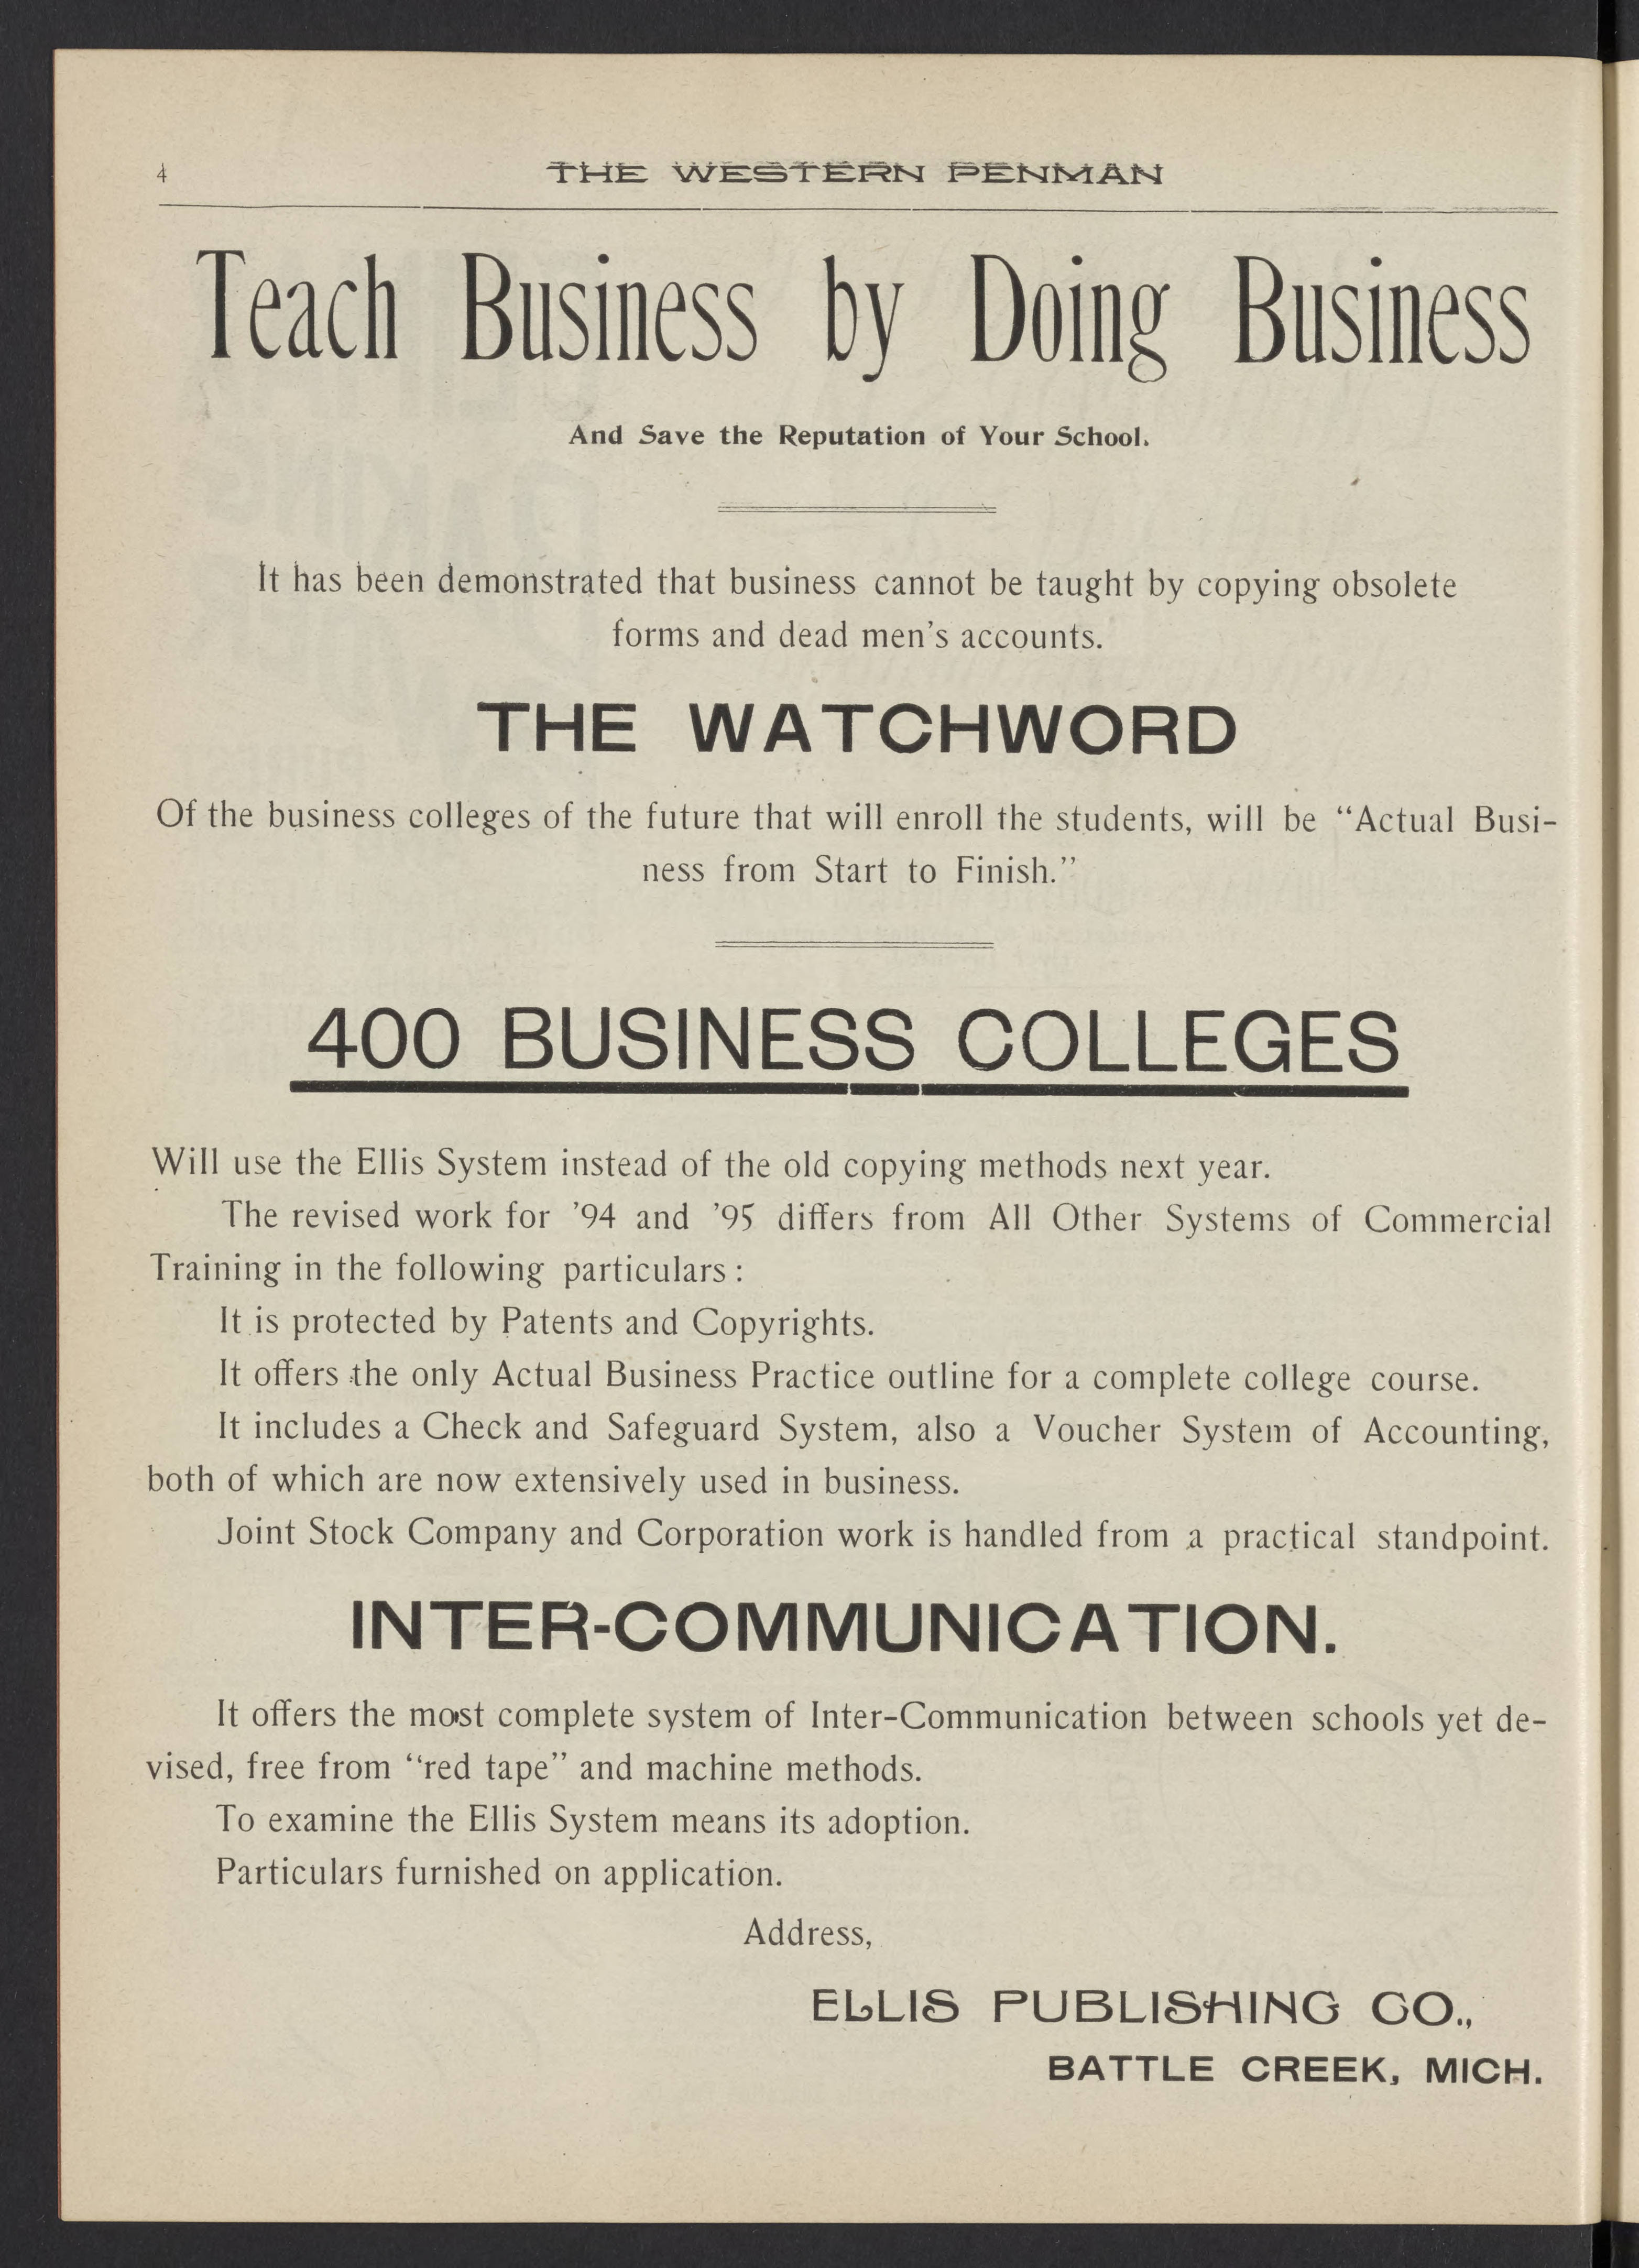 4
THE WESTERN PENMAN
Teach Business by Doing Business
And Save the Reputation of Your School.
It has been demonstrated that business cannot be taught by copying obsolete
forms and dead men's accounts.
THE WATCHWORD
Of the business colleges of the future that will enroll the students, will be “Actual Busi-
ness from Start to Finish.”
400 BUSINESS COLLEGES
Will use the Ellis System instead of the old copying methods next year.
The revised work for ’94 and ’95 differs from All Other Systems of Commercial
Training in the following particulars :
It is protected by Patents and Copyrights.
It offers the only Actual Business Practice outline for a complete college course.
It includes a Check and Safeguard System, also a Voucher System of Accounting,
both of which are now extensively used in business.
Joint Stock Company and Corporation work is handled from a practical standpoint.
INTER-COMMUNICATION.
It offers the most complete system of Inter-Communication between schools yet de-
vised, free from “red tape” and machine methods.
To examine the Ellis System means its adoption.
Particulars furnished on application.
Address,
ELLIS PUBLISHING CO.,
BATTLE CREEK, MICH.